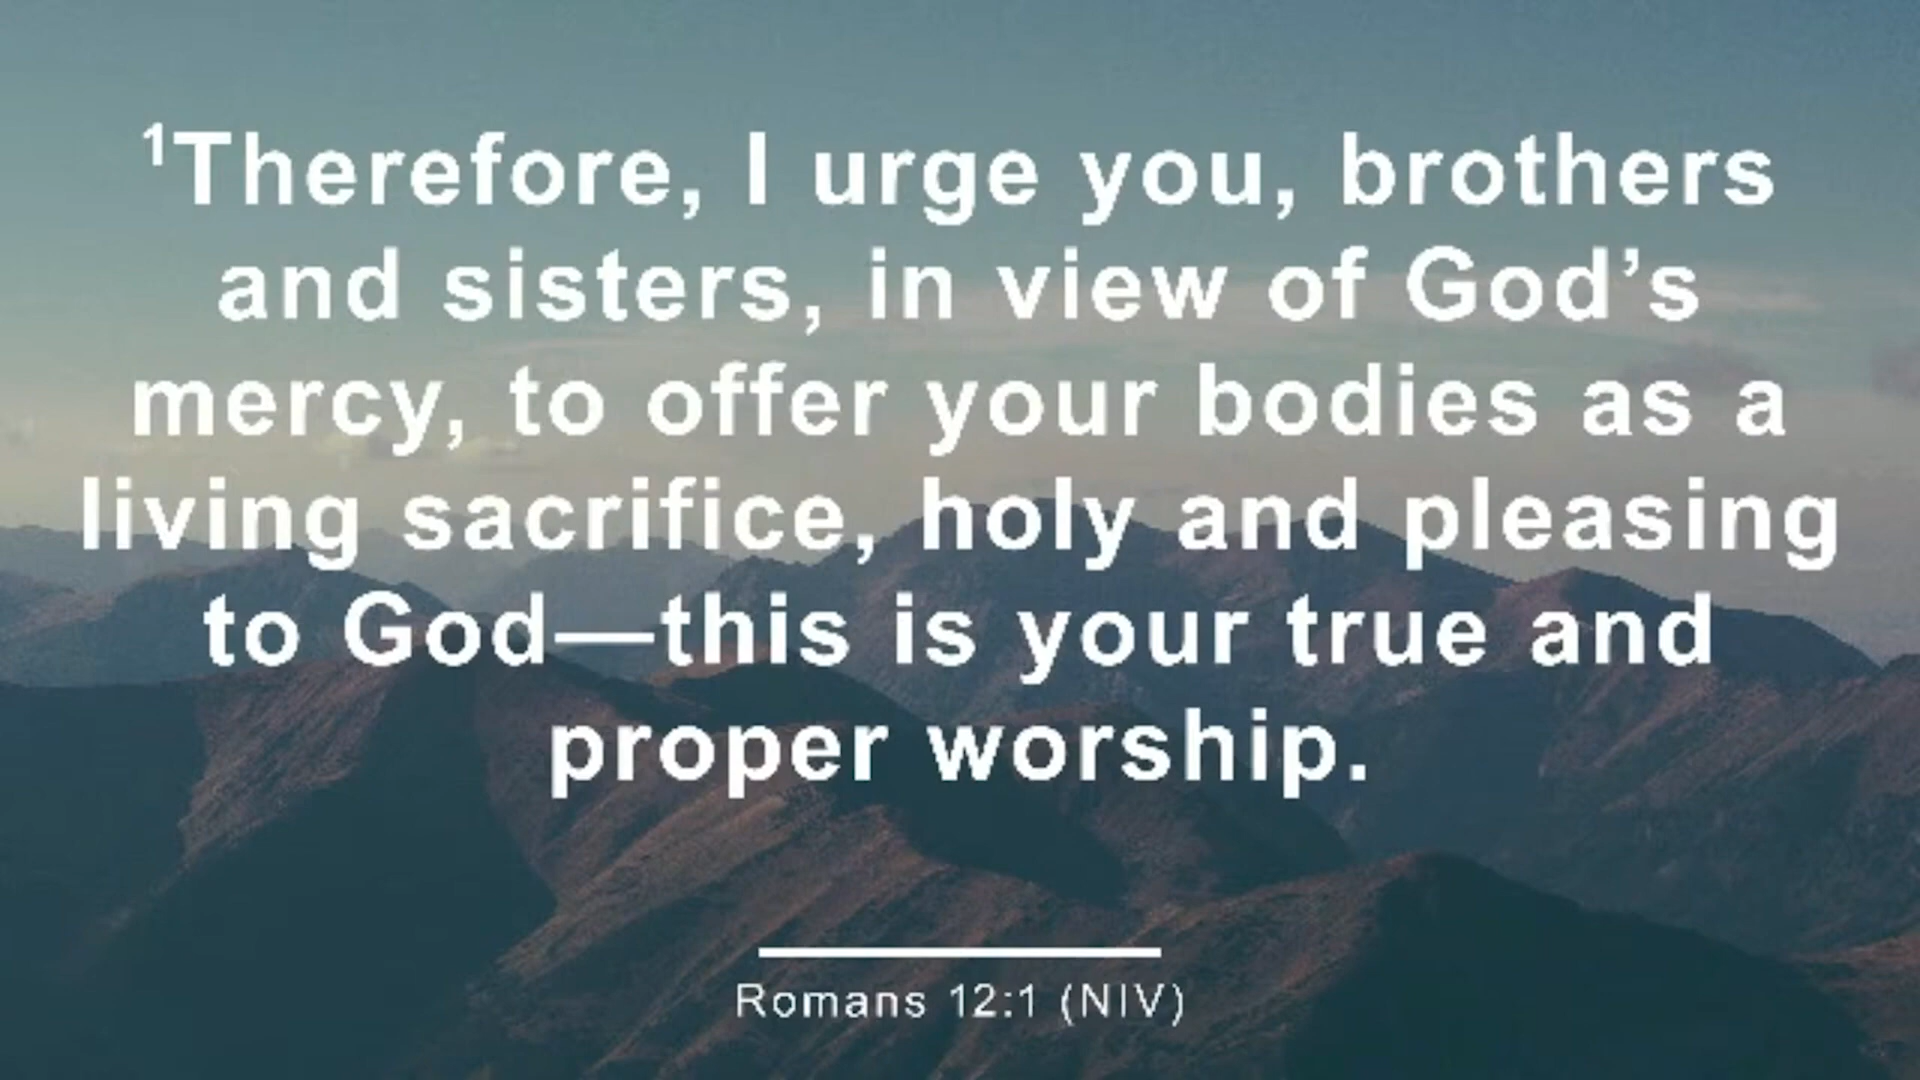 ¹Therefore, I urge you, brothers
and sisters, in view of God’s
mercy, to offer your bodies as a
living sacrifice, holy and pleasing
to God—this is your true and
proper worship.
Romans 12:1 (NIV)